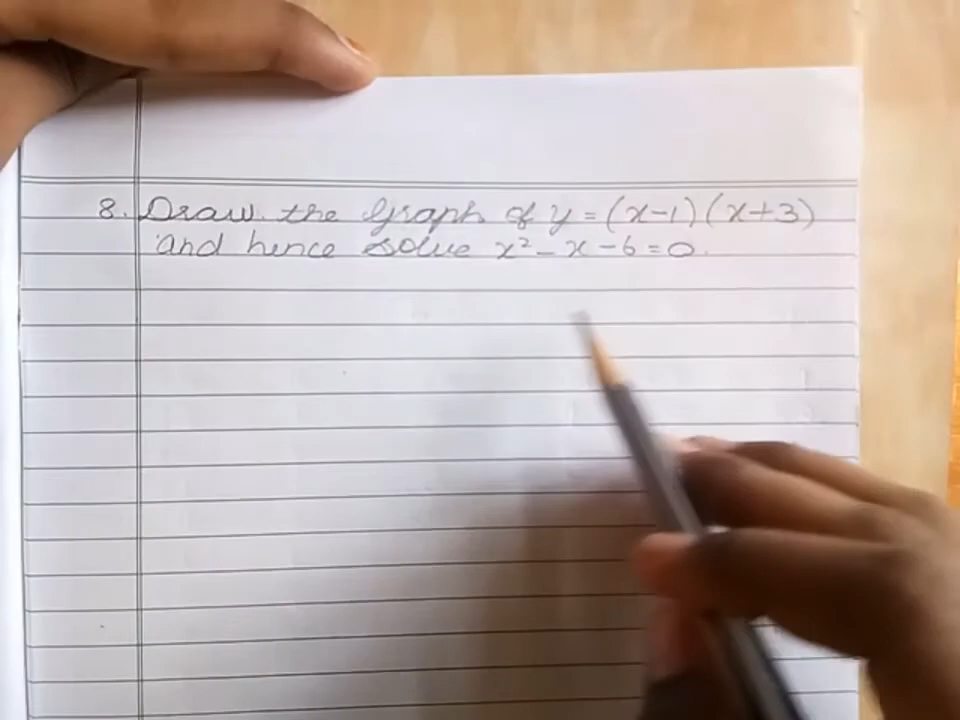 8. Draw the Graph of y = (x-1)(x+3)
and hence solve x² - x - 6 = 0.